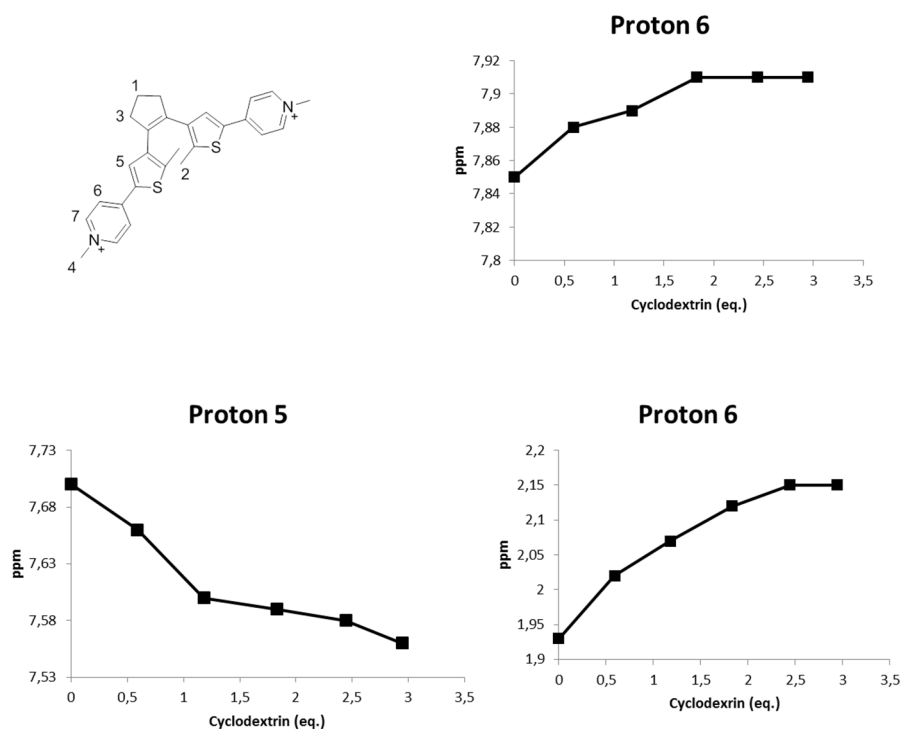 Proton 6
7,92
7,9
7,88
7,86
7,84
7,82
7,8
ppm
0 0,5 1 1,5 2 2,5 3 3,5
Cyclodextrin (eq.)
1
3
5
2
6
7
4
S
S
N
+
N
+
Proton 5
7,73
7,68
7,63
7,58
7,53
ppm
0 0,5 1 1,5 2 2,5 3 3,5
Cyclodextrin (eq.)
Proton 6
2,2
2,15
2,1
2,05
2
1,95
1,9
ppm
0 0,5 1 1,5 2 2,5 3 3,5
Cyclodexrin (eq.)